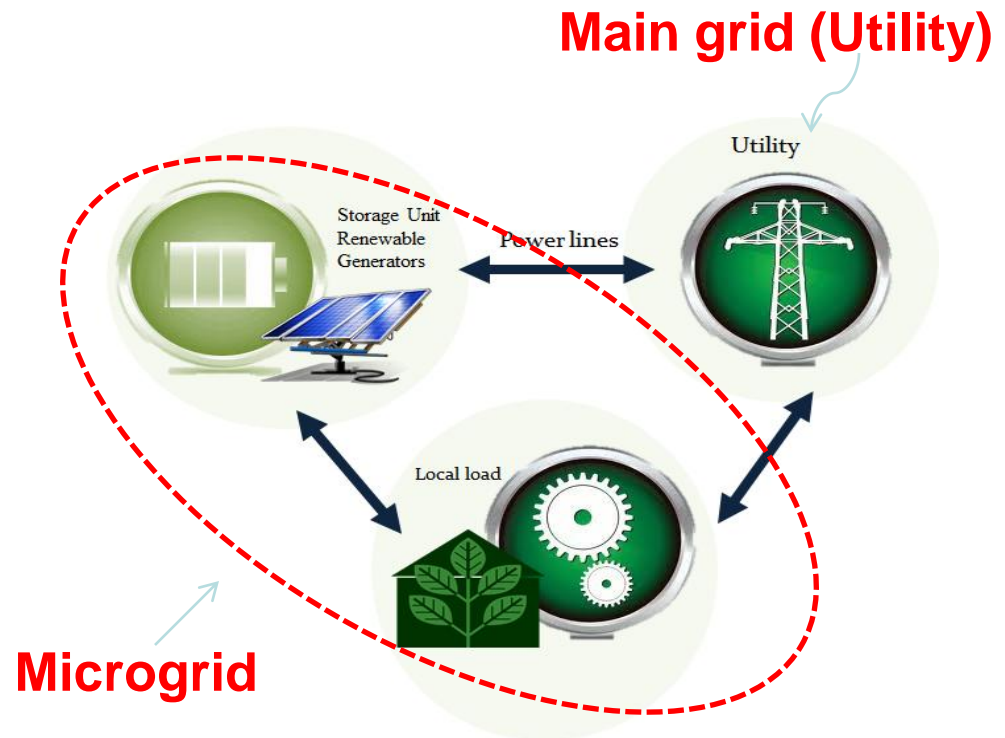 Main grid (Utility)
Utility
Storage Unit
Renewable
Generators
Power lines
Local load
Microgrid